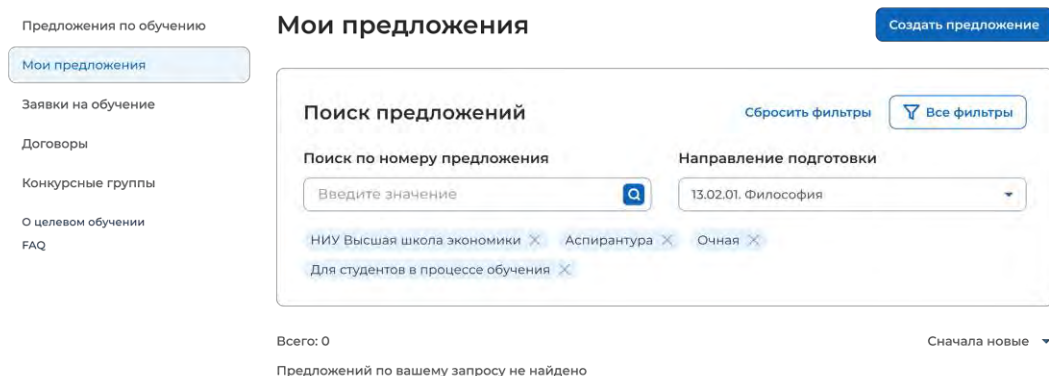 Предложения по обучению
Мои предложения
Заявки на обучение
Договоры
Конкурсные группы
О целевом обучении
FAQ
Мои предложения
Создать предложение
Поиск предложений
Сбросить фильтры
Все фильтры
Поиск по номеру предложения
Направление подготовки
Введите значение
13.02.01. Философия
НИУ Высшая школа экономики
Аспирантура
Очная
Для студентов в процессе обучения
Всего: 0
Сначала новые
Предложений по вашему запросу не найдено